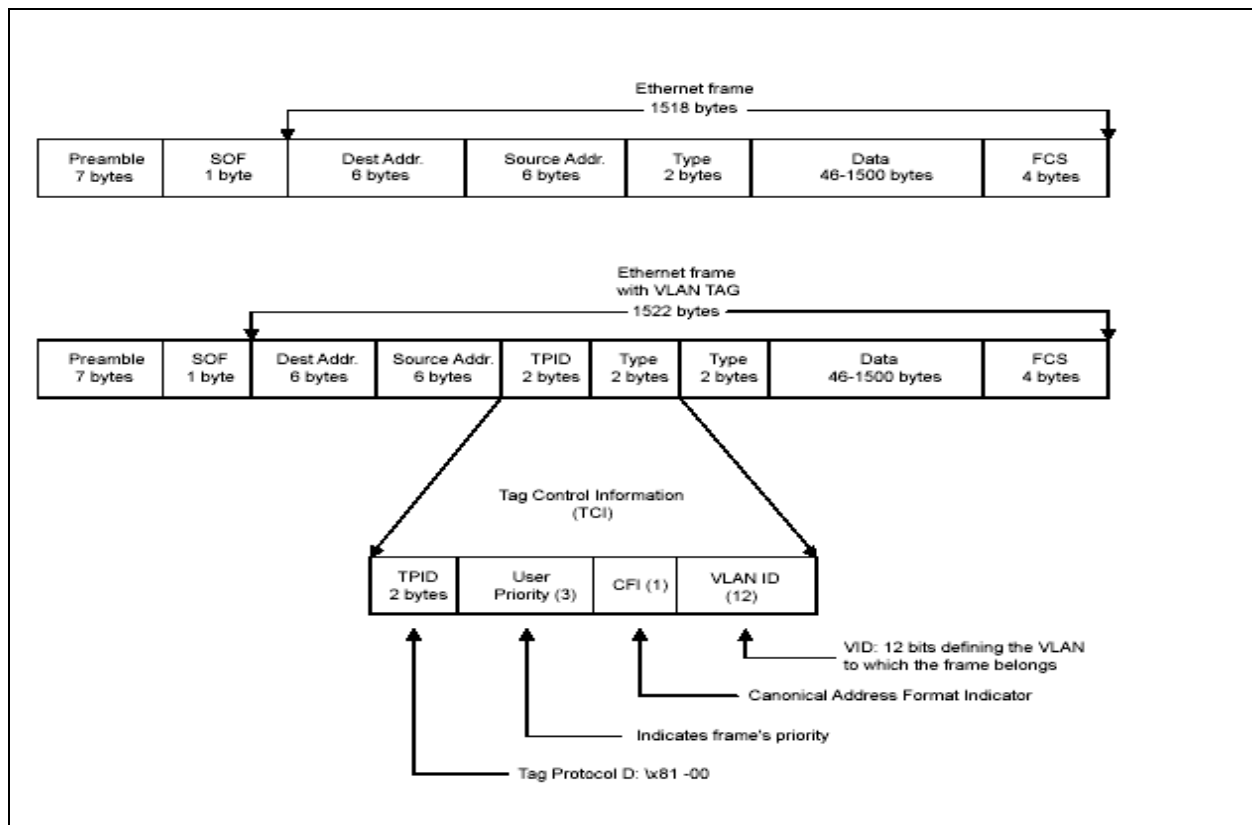 Ethernet frame
1518 bytes
Preamble
7 bytes
SOF
1 byte
Dest Addr.
6 bytes
Source Addr.
6 bytes
Type
2 bytes
Data
46-1500 bytes
FCS
4 bytes
Ethernet frame
with VLAN TAG
1522 bytes
Preamble
7 bytes
SOF
1 byte
Dest Addr.
6 bytes
Source Addr.
6 bytes
TPID
2 bytes
Type
2 bytes
Type
2 bytes
Data
46-1500 bytes
FCS
4 bytes
Tag Control Information
(TCI)
TPID
2 bytes
User
Priority (3)
CFI (1)
VLAN ID
(12)
VID: 12 bits defining the VLAN
to which the frame belongs
Canonical Address Format Indicator
Indicates frame's priority
Tag Protocol D: \x81 -00